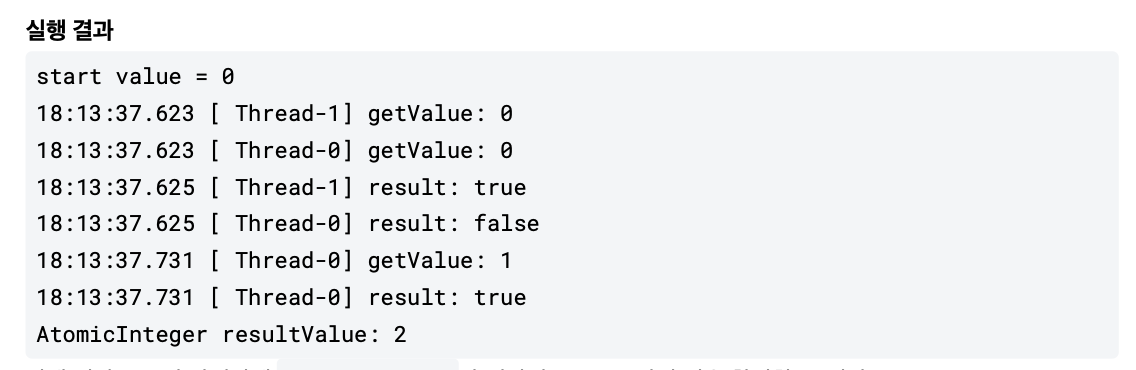 실행 결과
start value = 0
18:13:37.623 [ Thread-1] getValue: 0
18:13:37.623 [ Thread-0] getValue: 0
18:13:37.625 [ Thread-1] result: true
18:13:37.625 [ Thread-0] result: false
18:13:37.731 [ Thread-0] getValue: 1
18:13:37.731 [ Thread-0] result: true
AtomicInteger resultValue: 2